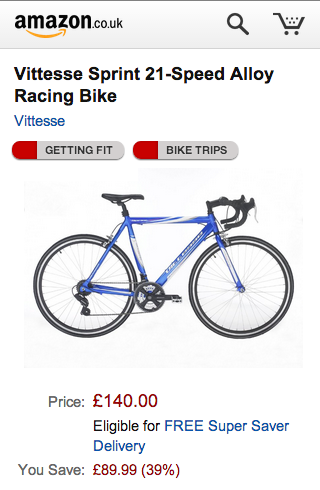 amazon.co.uk
Vittesse Sprint 21-Speed Alloy
Racing Bike
Vittesse
GETTING FIT BIKE TRIPS
Price: £140.00
Eligible for FREE Super Saver
Delivery
You Save: £89.99 (39%)